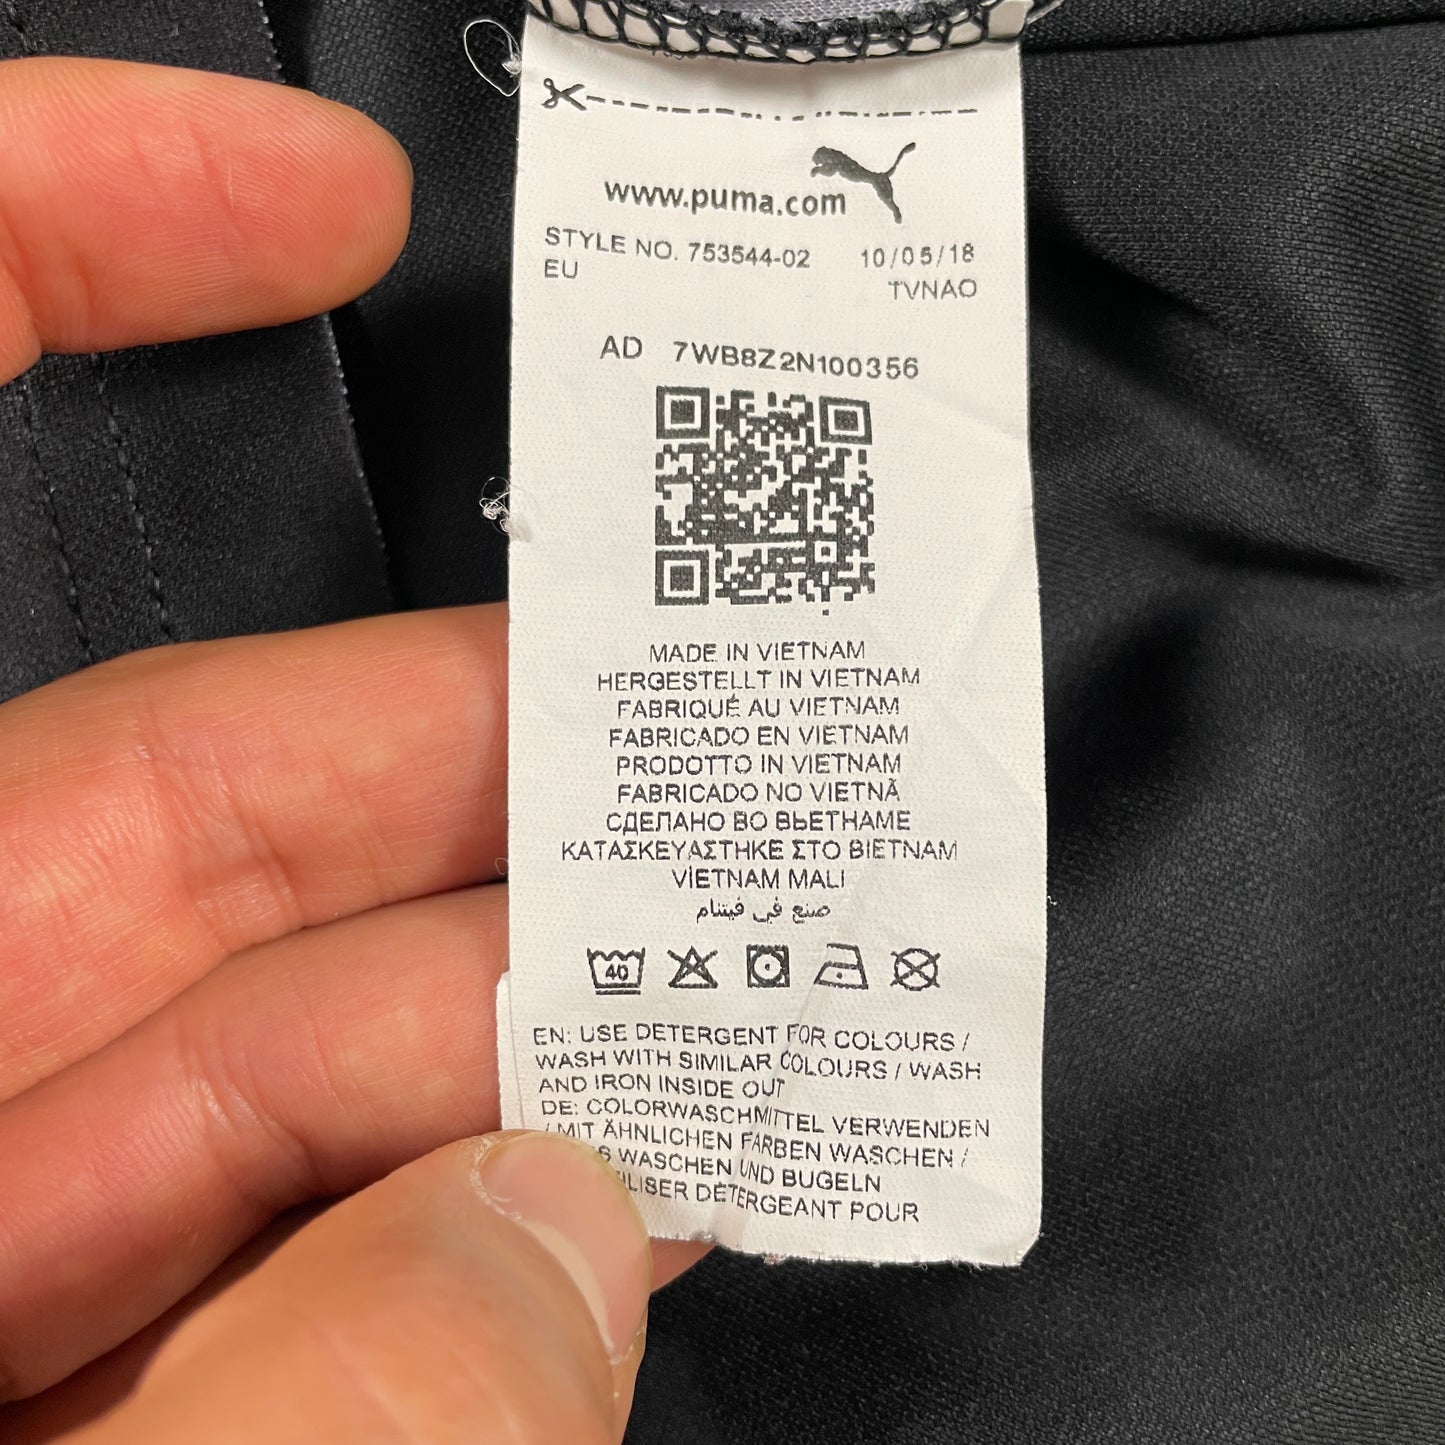 www.puma.com
STYLE NO. 753544-02 10/05/18
EU TVNAO
AD 7WB8Z2N100356
MADE IN VIETNAM
HERGESTELLT IN VIETNAM
FABRIQUÉ AU VIETNAM
FABRICADO EN VIETNAM
PRODOTTO IN VIETNAM
FABRICADO NO VIETNÃ
СДЕЛАНО ВО ВЬЕТНАМЕ
ΚΑΤΑΣΚΕΥΑΣΤΗΚΕ ΣΤΟ ΒΙΕΤΝΑΜ
VİETNAM MALI
صنع في فيتنام
40
EN: USE DETERGENT FOR COLOURS /
WASH WITH SIMILAR COLOURS / WASH
AND IRON INSIDE OUT
DE: COLORWASCHMITTEL VERWENDEN
/ MIT ÄHNLICHEN FARBEN WASCHEN /
WASCHEN UND BUGELN
DÉTERGEANT POUR